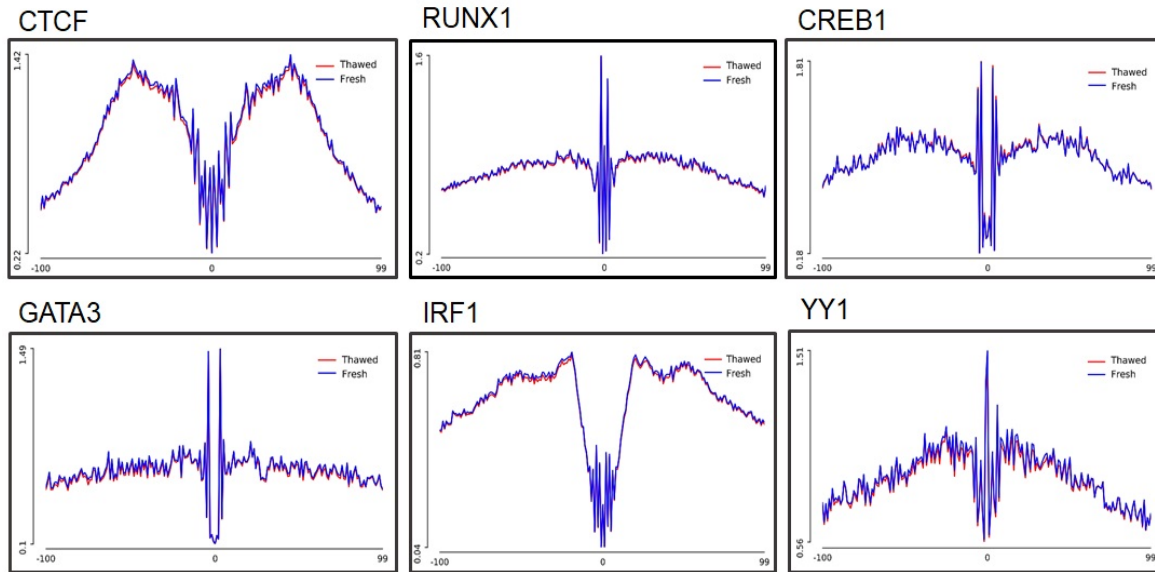 CTCF
RUNX1
CREB1
1.42
0.22
Thawed
Fresh
-100 0 99
1.6
0.2
Thawed
Fresh
-100 0 99
1.81
0.18
Thawed
Fresh
-100 0 99
GATA3
IRF1
YY1
1.49
0.1
Thawed
Fresh
-100 0 99
0.81
0.04
Thawed
Fresh
-100 0 99
1.51
0.56
Thawed
Fresh
-100 0 99